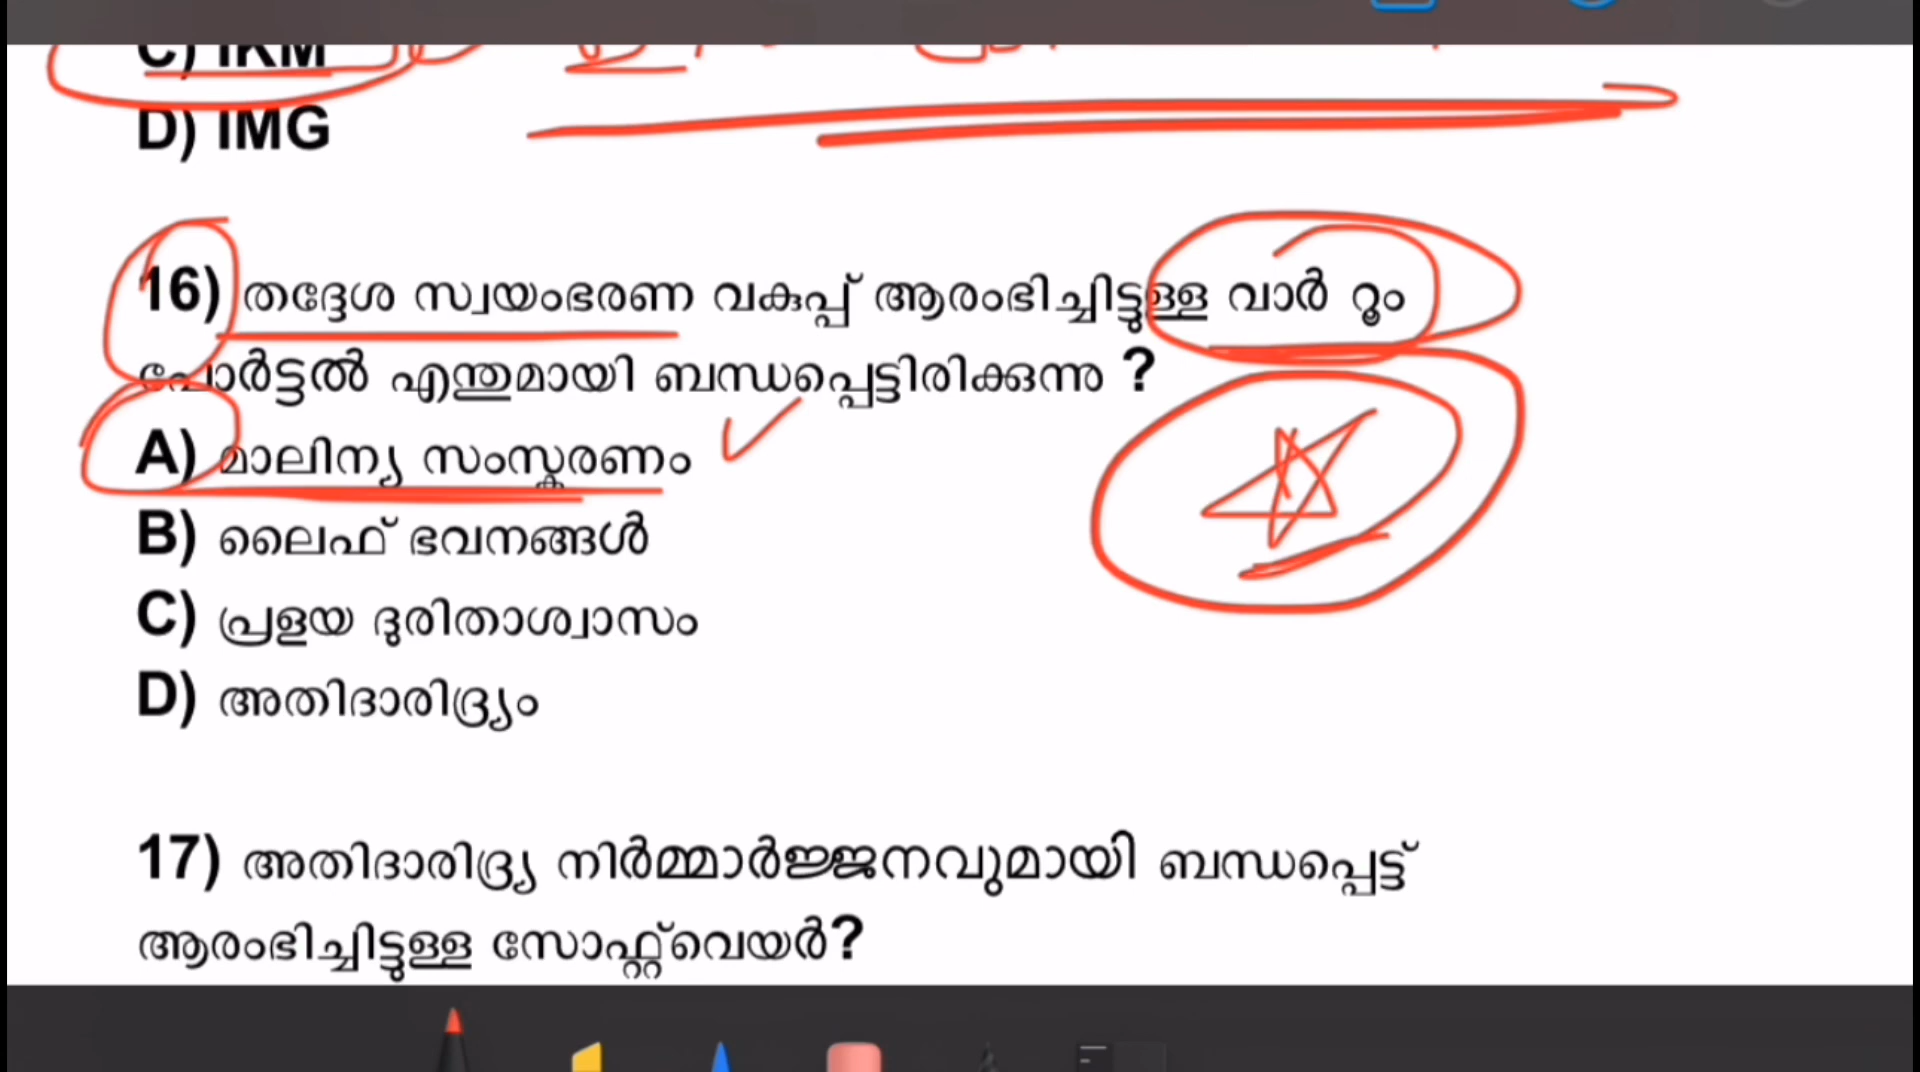 C) IKM
D) IMG
16) തദ്ദേശ സ്വയംഭരണ വകുപ്പ് ആരംഭിച്ചിട്ടുള്ള വാർ റൂം
പോർട്ടൽ എന്തുമായി ബന്ധപ്പെട്ടിരിക്കുന്നു ?
A) മാലിന്യ സംസ്കരണം
B) ലൈഫ് ഭവനങ്ങൾ
C) പ്രളയ ദുരിതാശ്വാസം
D) അതിദാരിദ്ര്യം
17) അതിദാരിദ്ര്യ നിർമ്മാർജ്ജനവുമായി ബന്ധപ്പെട്ട്
ആരംഭിച്ചിട്ടുള്ള സോഫ്റ്റ്‌വെയർ?